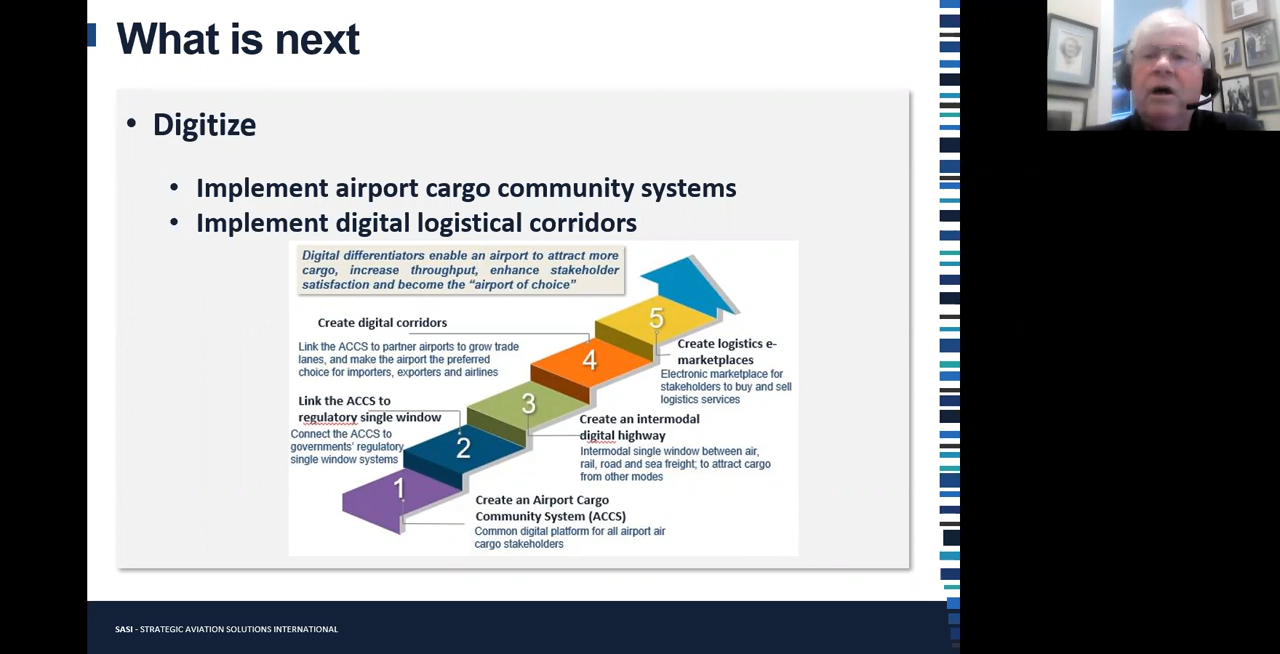 What is next
• Digitize
• Implement airport cargo community systems
• Implement digital logistical corridors
Digital differentiators enable an airport to attract more
cargo, increase throughput, enhance stakeholder
satisfaction and become the “airport of choice”
5
Create digital corridors
Link the ACCS to partner airports to grow trade
lanes, and make the airport the preferred
choice for importers, exporters and airlines
4
Create logistics e-
marketplaces
Electronic marketplace for
stakeholders to buy and sell
logistics services
Link the ACCS to
regulatory single window
Connect the ACCS to
governments’ regulatory
single window systems
3
Create an intermodal
digital highway
Intermodal single window between air,
rail, road and sea freight; to attract cargo
from other modes
2
1
Create an Airport Cargo
Community System (ACCS)
Common digital platform for all airport air
cargo stakeholders
SASI - STRATEGIC AVIATION SOLUTIONS INTERNATIONAL